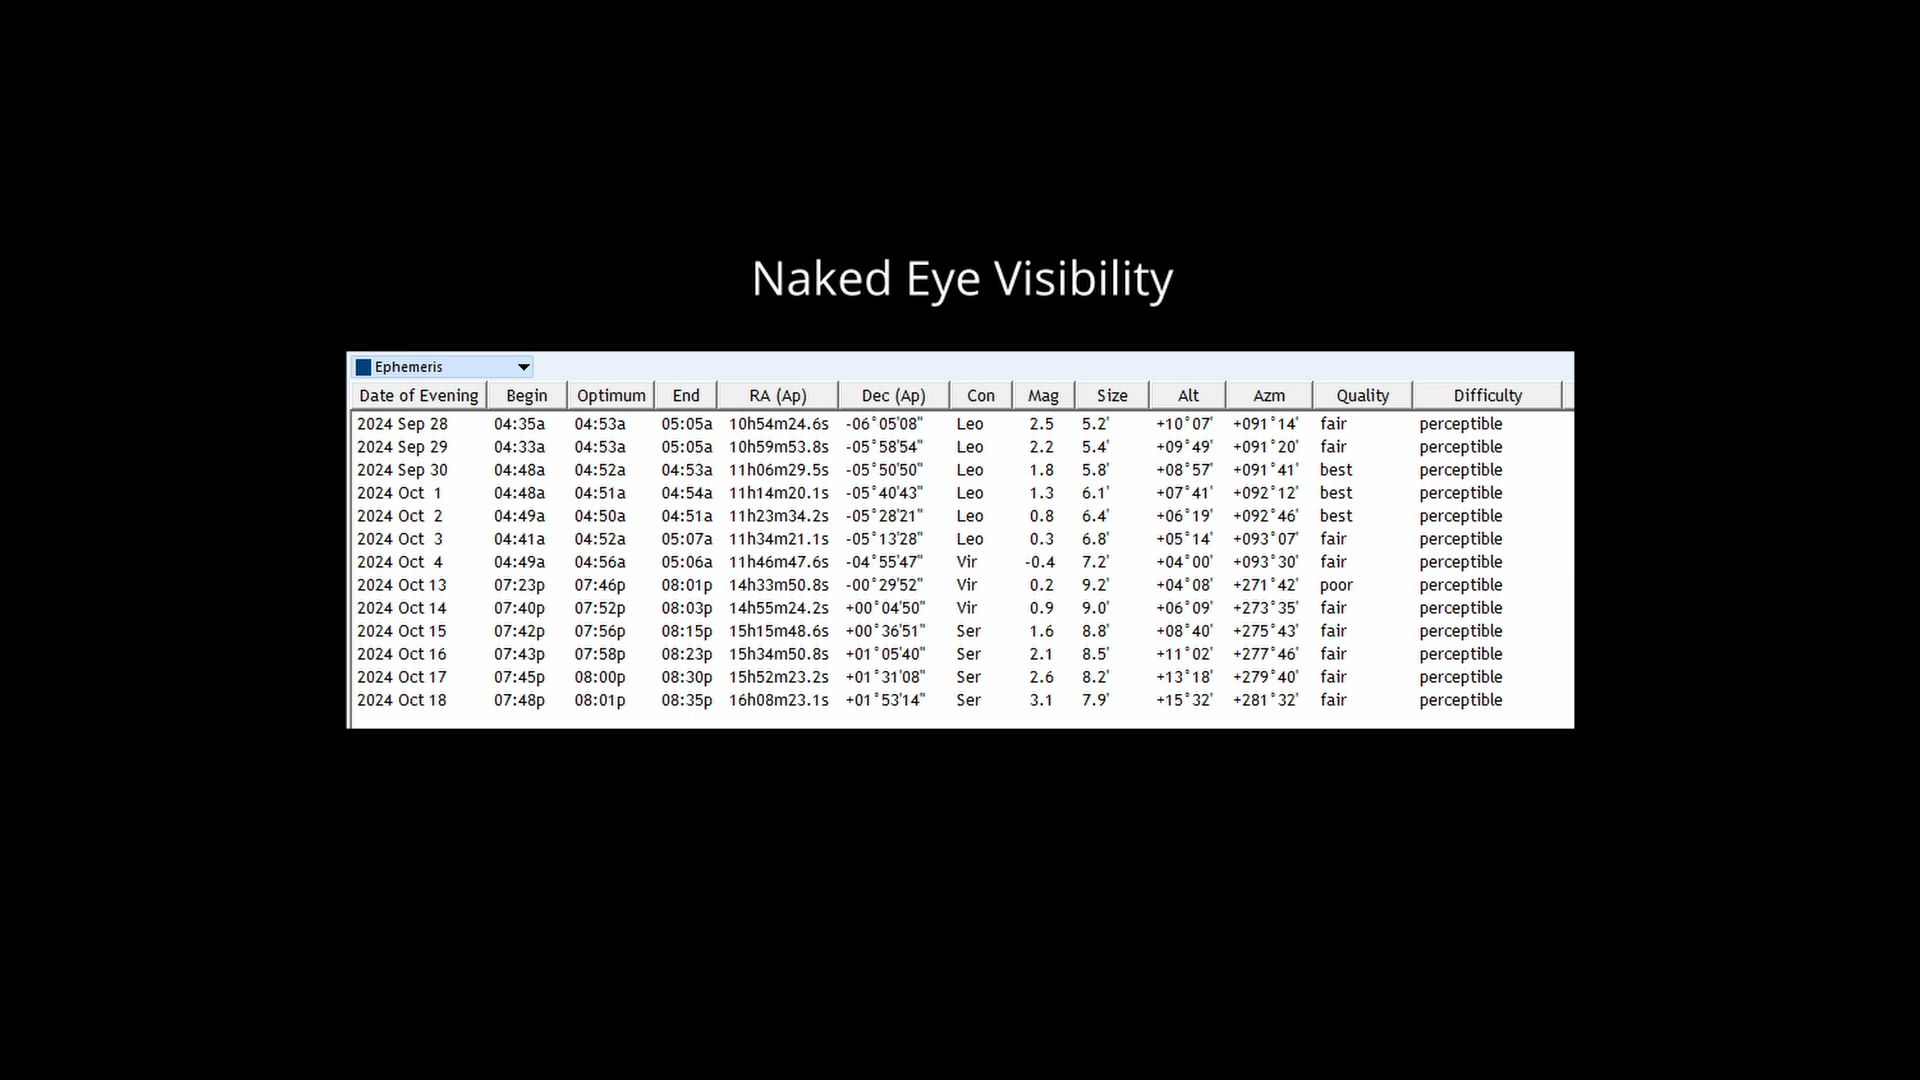 Naked Eye Visibility
Ephemeris
Date of Evening Begin Optimum End RA (Ap) Dec (Ap) Con Mag Size Alt Azm Quality Difficulty
2024 Sep 28 04:35a 04:53a 05:05a 10h54m24.6s -06°05'08" Leo 2.5 5.2' +10°07' +091°14' fair perceptible
2024 Sep 29 04:33a 04:53a 05:05a 10h59m53.8s -05°58'54" Leo 2.2 5.4' +09°49' +091°20' fair perceptible
2024 Sep 30 04:48a 04:52a 04:53a 11h06m29.5s -05°50'50" Leo 1.8 5.8' +08°57' +091°41' best perceptible
2024 Oct 1 04:48a 04:51a 04:54a 11h14m20.1s -05°40'43" Leo 1.3 6.1' +07°41' +092°12' best perceptible
2024 Oct 2 04:49a 04:50a 04:51a 11h23m34.2s -05°28'21" Leo 0.8 6.4' +06°19' +092°46' best perceptible
2024 Oct 3 04:41a 04:52a 05:07a 11h34m21.1s -05°13'28" Leo 0.3 6.8' +05°14' +093°07' fair perceptible
2024 Oct 4 04:49a 04:56a 05:06a 11h46m47.6s -04°55'47" Vir -0.4 7.2' +04°00' +093°30' fair perceptible
2024 Oct 13 07:23p 07:46p 08:01p 14h33m50.8s -00°29'52" Vir 0.2 9.2' +04°08' +271°42' poor perceptible
2024 Oct 14 07:40p 07:52p 08:03p 14h55m24.2s +00°04'50" Vir 0.9 9.0' +06°09' +273°35' fair perceptible
2024 Oct 15 07:42p 07:56p 08:15p 15h15m48.6s +00°36'51" Ser 1.6 8.8' +08°40' +275°43' fair perceptible
2024 Oct 16 07:43p 07:58p 08:23p 15h34m50.8s +01°05'40" Ser 2.1 8.5' +11°02' +277°46' fair perceptible
2024 Oct 17 07:45p 08:00p 08:30p 15h52m23.2s +01°31'08" Ser 2.6 8.2' +13°18' +279°40' fair perceptible
2024 Oct 18 07:48p 08:01p 08:35p 16h08m23.1s +01°53'14" Ser 3.1 7.9' +15°32' +281°32' fair perceptible